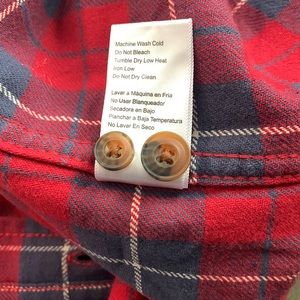 Machine Wash Cold
Do Not Bleach
Tumble Dry Low Heat
Iron Low
Do Not Dry Clean
Lavar a Máquina en Fria
No Usar Blanqueador
Secadora en Bajo
Planchar a Baja Temperatura
No Lavar En Seco